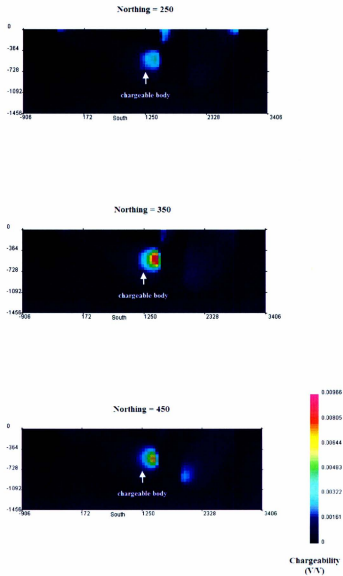 Northing = 250
0
-364
-728
-1092
-1456
-906 172 1250 2328 3406
South
chargeable body
Northing = 350
0
-364
-728
-1092
-1456
-906 172 1250 2328 3406
South
chargeable body
Northing = 450
0
-364
-728
-1092
-1456
-906 172 1250 2328 3406
South
chargeable body
0.00966
0.00805
0.00644
0.00483
0.00322
0.00161
0
Chargeability
(V/V)